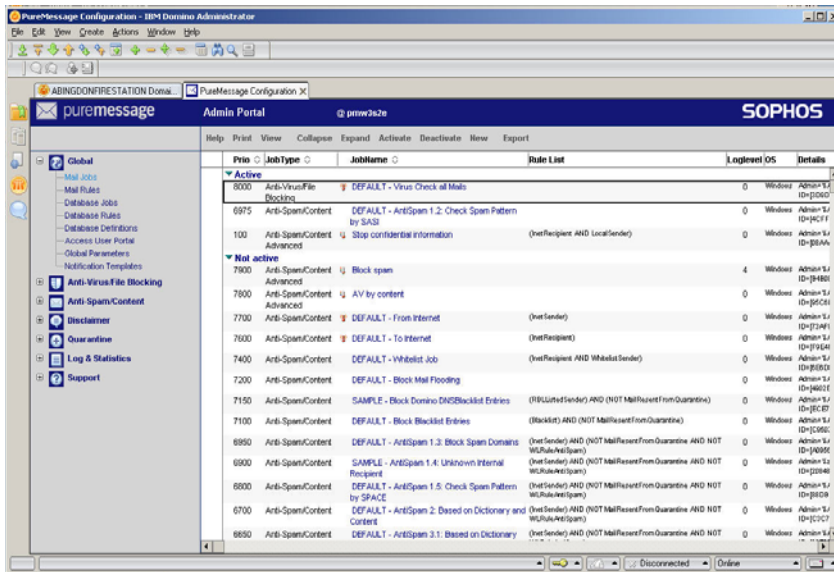 PureMessage Configuration - IBM Domino Administrator
File Edit View Create Actions Window Help
ABINGDONFIRESTATION Domai...
PureMessage Configuration
puremessage
Admin Portal
@ pmw3s2e
SOPHOS
Help Print View Collapse Expand Activate Deactivate New Export
Prio JobType JobName Rule List Loglevel OS Details
Global
Mail Jobs
Mail Rules
Database Jobs
Database Rules
Database Definitions
Access User Portal
Global Parameters
Notification Templates
Anti-Virus/File Blocking
Anti-Spam/Content
Disclaimer
Quarantine
Log & Statistics
Support
Active
8000 Anti-Virus/File Blocking DEFAULT - Virus Check all Mails 0 Windows
6975 Anti-Spam/Content DEFAULT - AntiSpam 1.2: Check Spam Pattern by SASI 0 Windows
100 Anti-Spam/Content Advanced Stop confidential information (InetRecipient AND LocalSender) 0 Windows
Not active
7900 Anti-Spam/Content Advanced Block spam 4 Windows
7800 Anti-Spam/Content Advanced AV by content 0 Windows
7700 Anti-Spam/Content DEFAULT - From Internet (InetSender) 0 Windows
7600 Anti-Spam/Content DEFAULT - To Internet (InetRecipient) 0 Windows
7400 Anti-Spam/Content DEFAULT - Whitelist Job (InetRecipient AND WhitelistSender) 0 Windows
7200 Anti-Spam/Content DEFAULT - Block Mail Flooding 0 Windows
7150 Anti-Spam/Content SAMPLE - Block Domino DNSBlacklist Entries (RBLListedSender) AND (NOT MailResentFromQuarantine) 0 Windows
7100 Anti-Spam/Content DEFAULT - Block Blacklist Entries (Blacklist) AND (NOT MailResentFromQuarantine) 0 Windows
6950 Anti-Spam/Content DEFAULT - AntiSpam 1.3: Block Spam Domains (InetSender) AND (NOT MailResentFromQuarantine AND NOT WLRuleAntiSpam) 0 Windows
6900 Anti-Spam/Content SAMPLE - AntiSpam 1.4: Unknown Internal Recipient (InetSender) AND (NOT MailResentFromQuarantine AND NOT WLRuleAntiSpam) 0 Windows
6800 Anti-Spam/Content DEFAULT - AntiSpam 1.5: Check Spam Pattern by SPACE (InetSender) AND (NOT MailResentFromQuarantine AND NOT WLRuleAntiSpam) 0 Windows
6700 Anti-Spam/Content DEFAULT - AntiSpam 2: Based on Dictionary and Content (InetSender) AND (NOT MailResentFromQuarantine AND NOT WLRuleAntiSpam) 0 Windows
6650 Anti-Spam/Content DEFAULT - AntiSpam 3.1: Based on Dictionary (InetSender) AND (NOT MailResentFromQuarantine AND NOT 0 Windows
Disconnected
Online